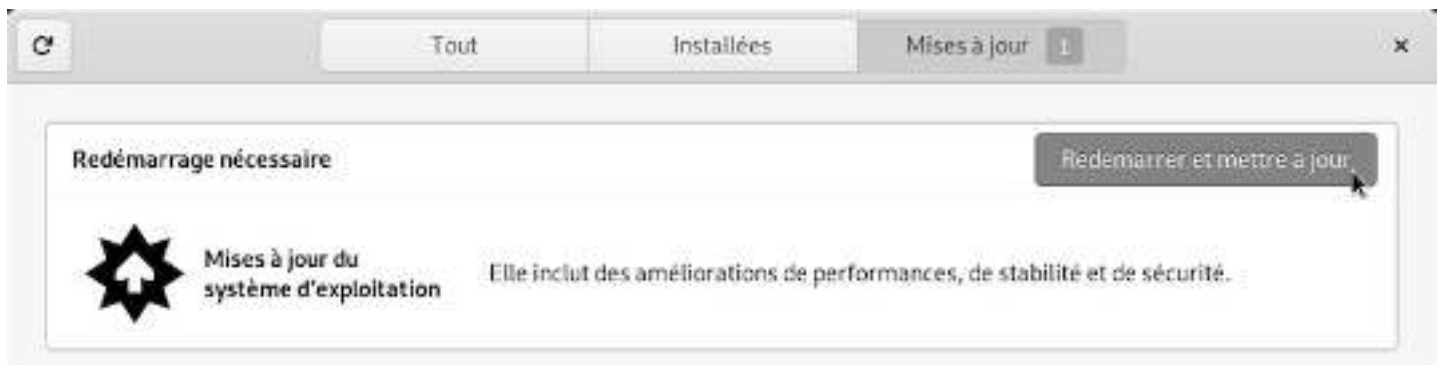 Tout Installées Mises à jour 1
Redémarrage nécessaire Redémarrer et mettre à jour
Mises à jour du
système d'exploitation
Elle inclut des améliorations de performances, de stabilité et de sécurité.